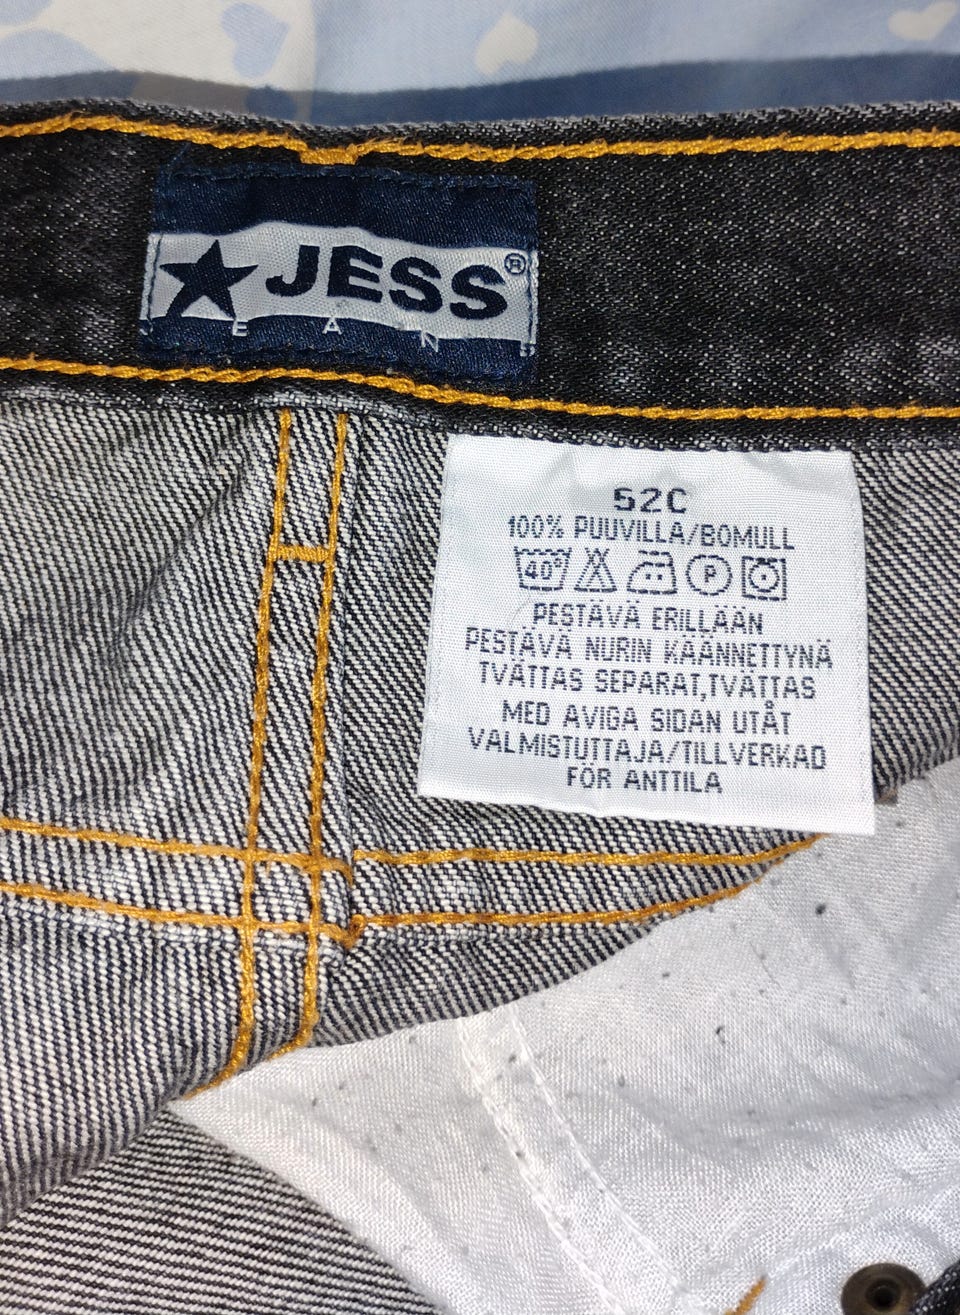 JESS®
JEANS
52C
100% PUUVILLA/BOMULL
40° P
PESTÄVÄ ERILLÄÄN
PESTÄVÄ NURIN KÄÄNNETTYNÄ
TVÄTTAS SEPARAT,TVÄTTAS
MED AVIGA SIDAN UTÅT
VALMISTUTTAJA/TILLVERKAD
FÖR ANTTILA